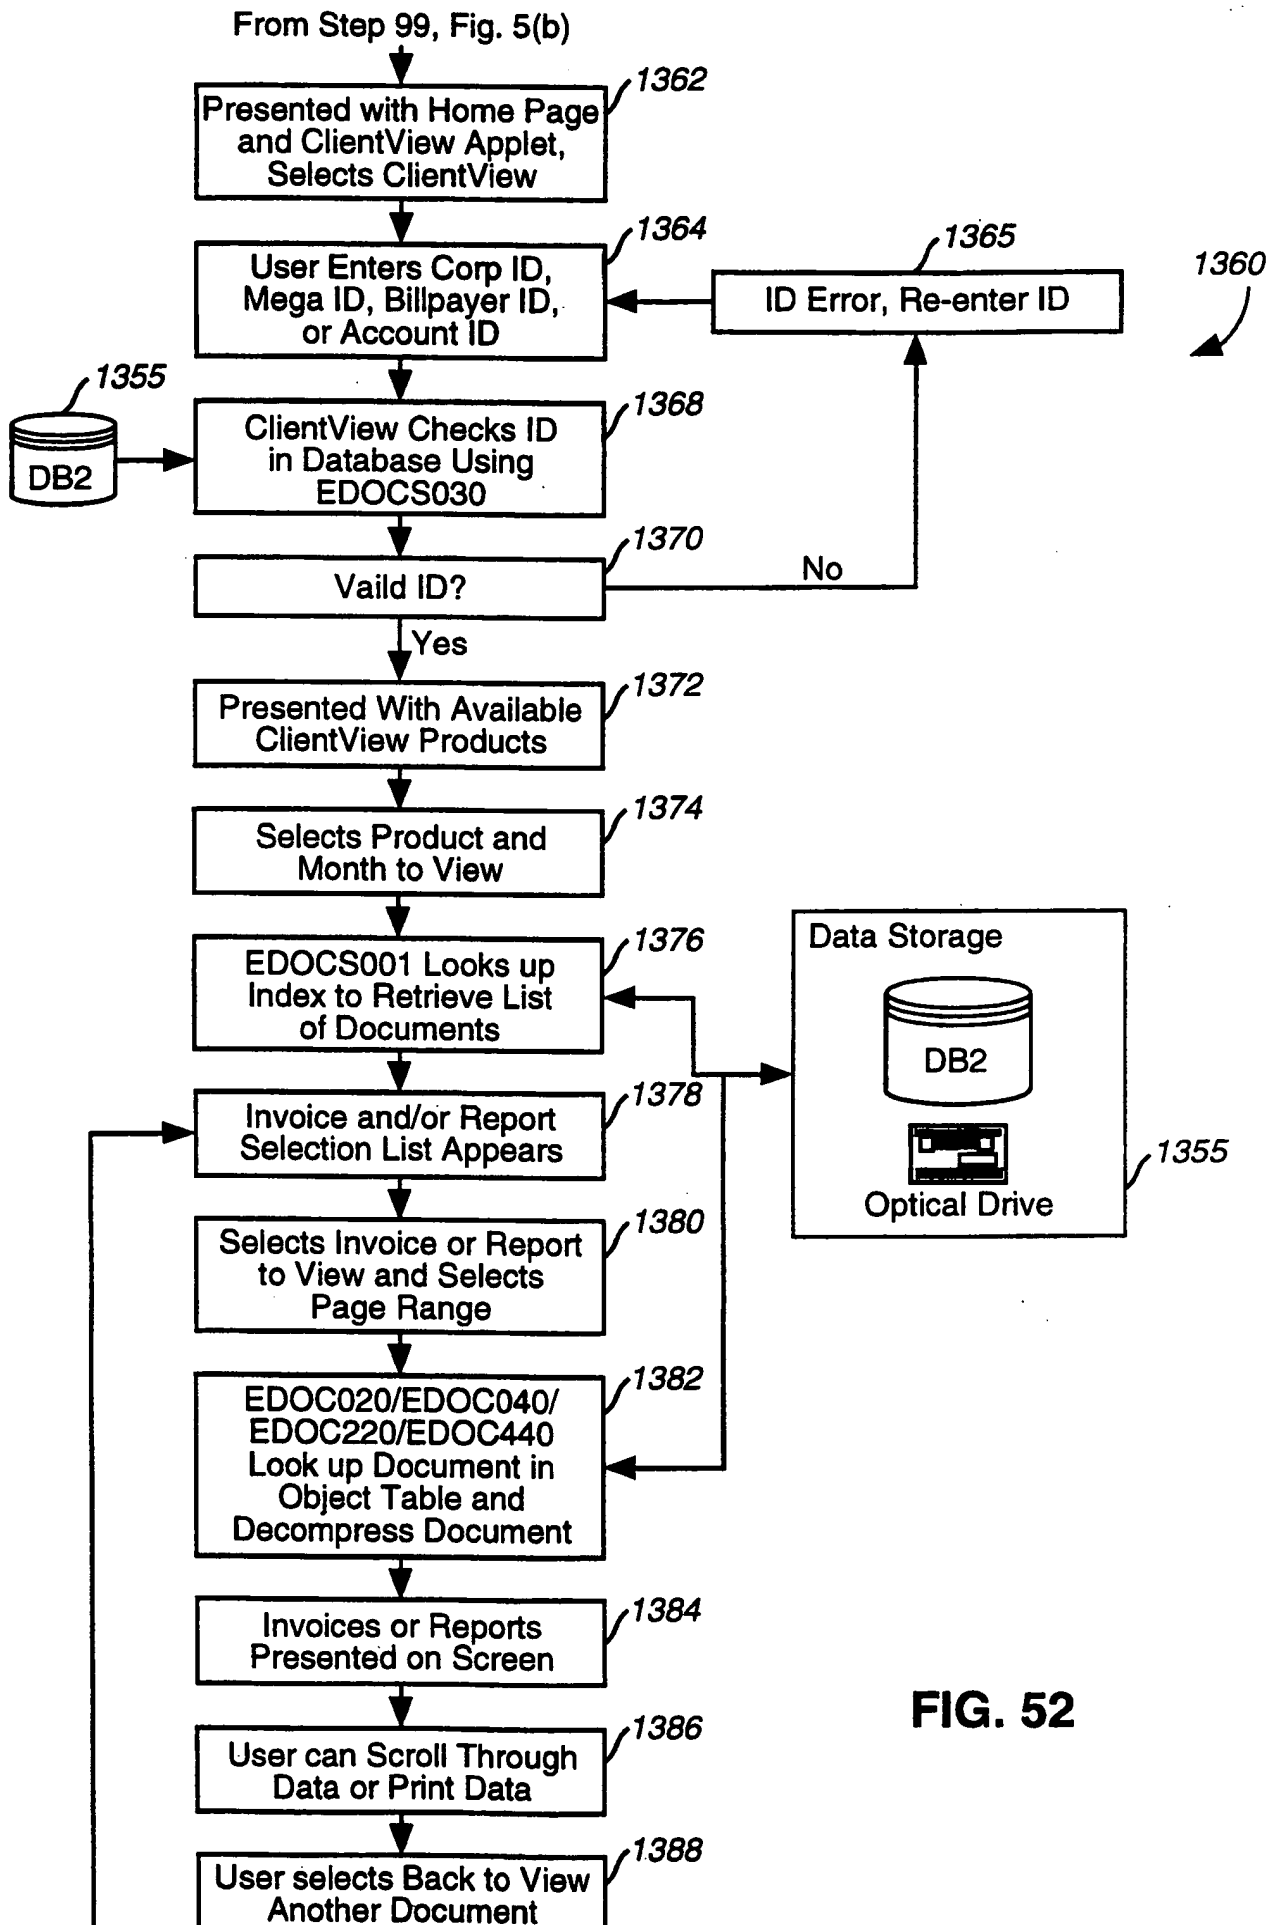 From Step 99, Fig. 5(b)
1362
Presented with Home Page
and ClientView Applet,
Selects ClientView
1364
User Enters Corp ID,
Mega ID, Billpayer ID,
or Account ID
1365
ID Error, Re-enter ID
1360
1355
DB2
1368
ClientView Checks ID
in Database Using
EDOCS030
1370
Vaild ID?
No
Yes
1372
Presented With Available
ClientView Products
1374
Selects Product and
Month to View
1376
EDOCS001 Looks up
Index to Retrieve List
of Documents
Data Storage
DB2
Optical Drive
1355
1378
Invoice and/or Report
Selection List Appears
1380
Selects Invoice or Report
to View and Selects
Page Range
1382
EDOC020/EDOC040/
EDOC220/EDOC440
Look up Document in
Object Table and
Decompress Document
1384
Invoices or Reports
Presented on Screen
1386
User can Scroll Through
Data or Print Data
1388
User selects Back to View
Another Document
FIG. 52